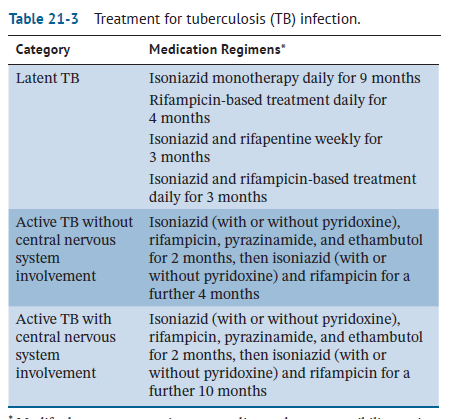 Table 21-3 Treatment for tuberculosis (TB) infection.
Category Medication Regimens*
Latent TB Isoniazid monotherapy daily for 9 months
Rifampicin-based treatment daily for
4 months
Isoniazid and rifapentine weekly for
3 months
Isoniazid and rifampicin-based treatment
daily for 3 months
Active TB without Isoniazid (with or without pyridoxine),
central nervous rifampicin, pyrazinamide, and ethambutol
system for 2 months, then isoniazid (with or
involvement without pyridoxine) and rifampicin for a
further 4 months
Active TB with Isoniazid (with or without pyridoxine),
central nervous rifampicin, pyrazinamide, and ethambutol
system for 2 months, then isoniazid (with or
involvement without pyridoxine) and rifampicin for a
further 10 months